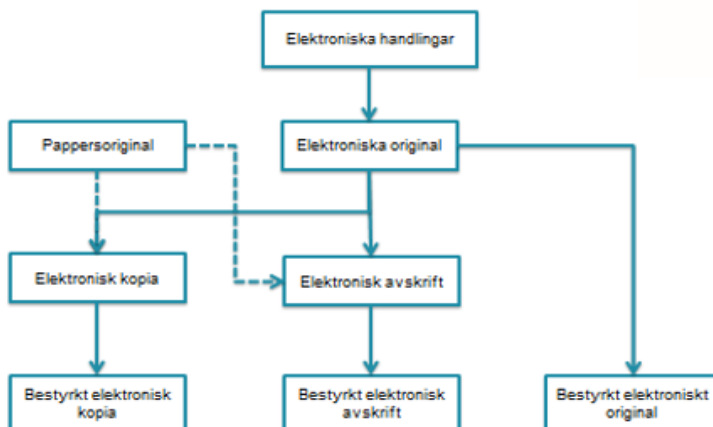 Elektroniska handlingar
Pappersoriginal
Elektroniska original
Elektronisk kopia
Elektronisk avskrift
Bestyrkt elektronisk
kopia
Bestyrkt elektronisk
avskrift
Bestyrkt elektroniskt
original